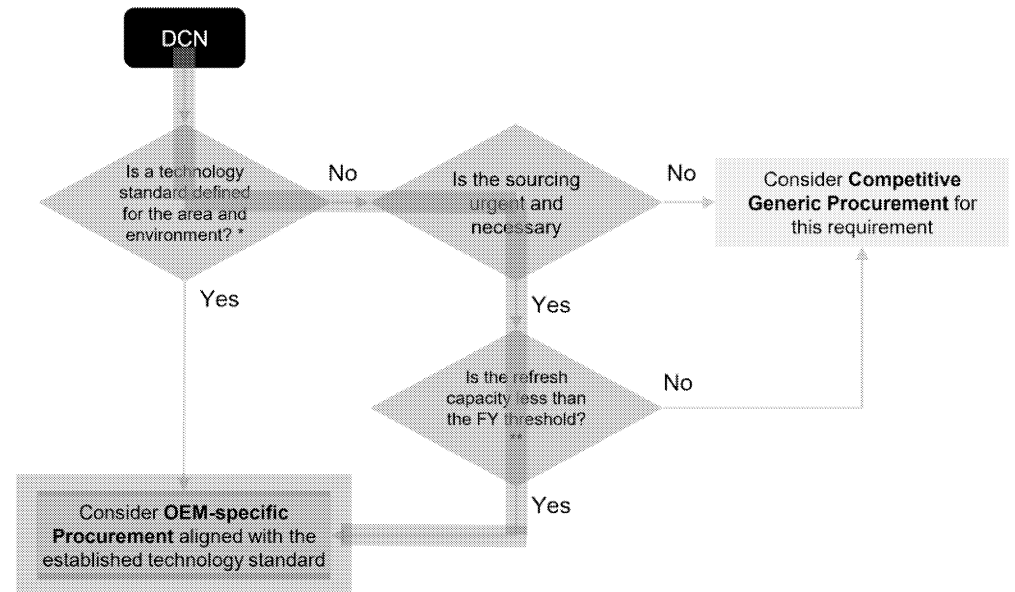 DCN
Is a technology
standard defined
for the area and
environment? *
No
Is the sourcing
urgent and
necessary
No
Consider Competitive
Generic Procurement for
this requirement
Yes
Yes
Is the refresh
capacity less than
the FY threshold?
**
No
Yes
Consider OEM-specific
Procurement aligned with the
established technology standard